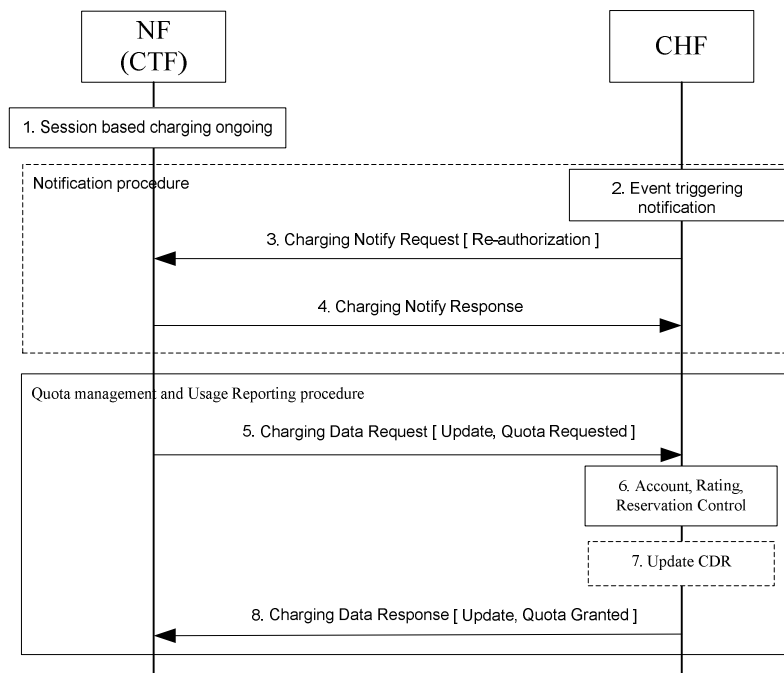 NF
(CTF)
CHF
1. Session based charging ongoing
Notification procedure
2. Event triggering
notification
3. Charging Notify Request [ Re-authorization ]
4. Charging Notify Response
Quota management and Usage Reporting procedure
5. Charging Data Request [ Update, Quota Requested ]
6. Account, Rating,
Reservation Control
7. Update CDR
8. Charging Data Response [ Update, Quota Granted ]